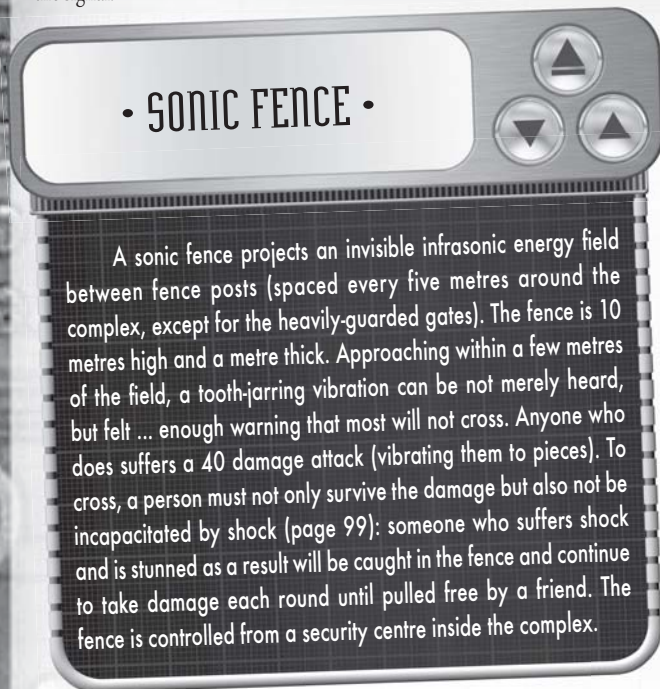 • SONIC FENCE •
A sonic fence projects an invisible infrasonic energy field
between fence posts (spaced every five metres around the
complex, except for the heavily-guarded gates). The fence is 10
metres high and a metre thick. Approaching within a few metres
of the field, a tooth-jarring vibration can be not merely heard,
but felt ... enough warning that most will not cross. Anyone who
does suffers a 40 damage attack (vibrating them to pieces). To
cross, a person must not only survive the damage but also not be
incapacitated by shock (page 99): someone who suffers shock
and is stunned as a result will be caught in the fence and continue
to take damage each round until pulled free by a friend. The
fence is controlled from a security centre inside the complex.